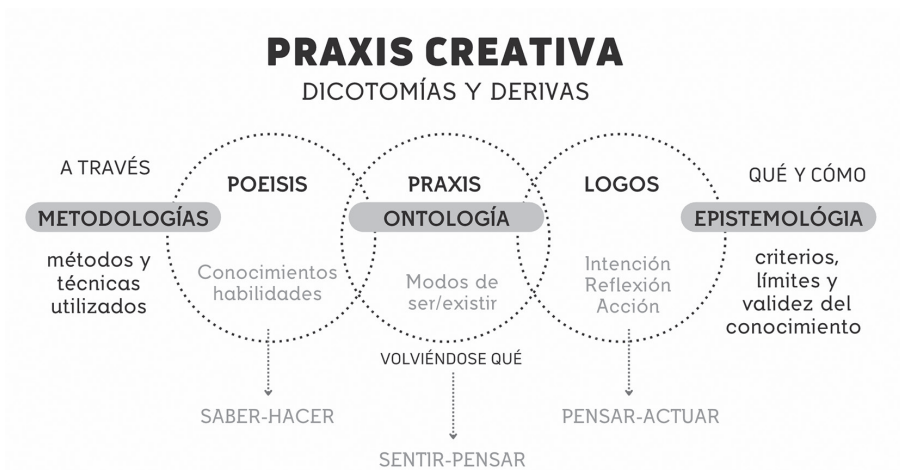 PRAXIS CREATIVA
DICOTOMÍAS Y DERIVAS
A TRAVÉS
METODOLOGÍAS
métodos y
técnicas
utilizados
POEISIS
Conocimientos
habilidades
SABER-HACER
PRAXIS
ONTOLOGÍA
Modos de
ser/existir
VOLVIÉNDOSE QUÉ
SENTIR-PENSAR
LOGOS
Intención
Reflexión
Acción
PENSAR-ACTUAR
QUÉ Y CÓMO
EPISTEMOLÓGIA
criterios,
límites y
validez del
conocimiento